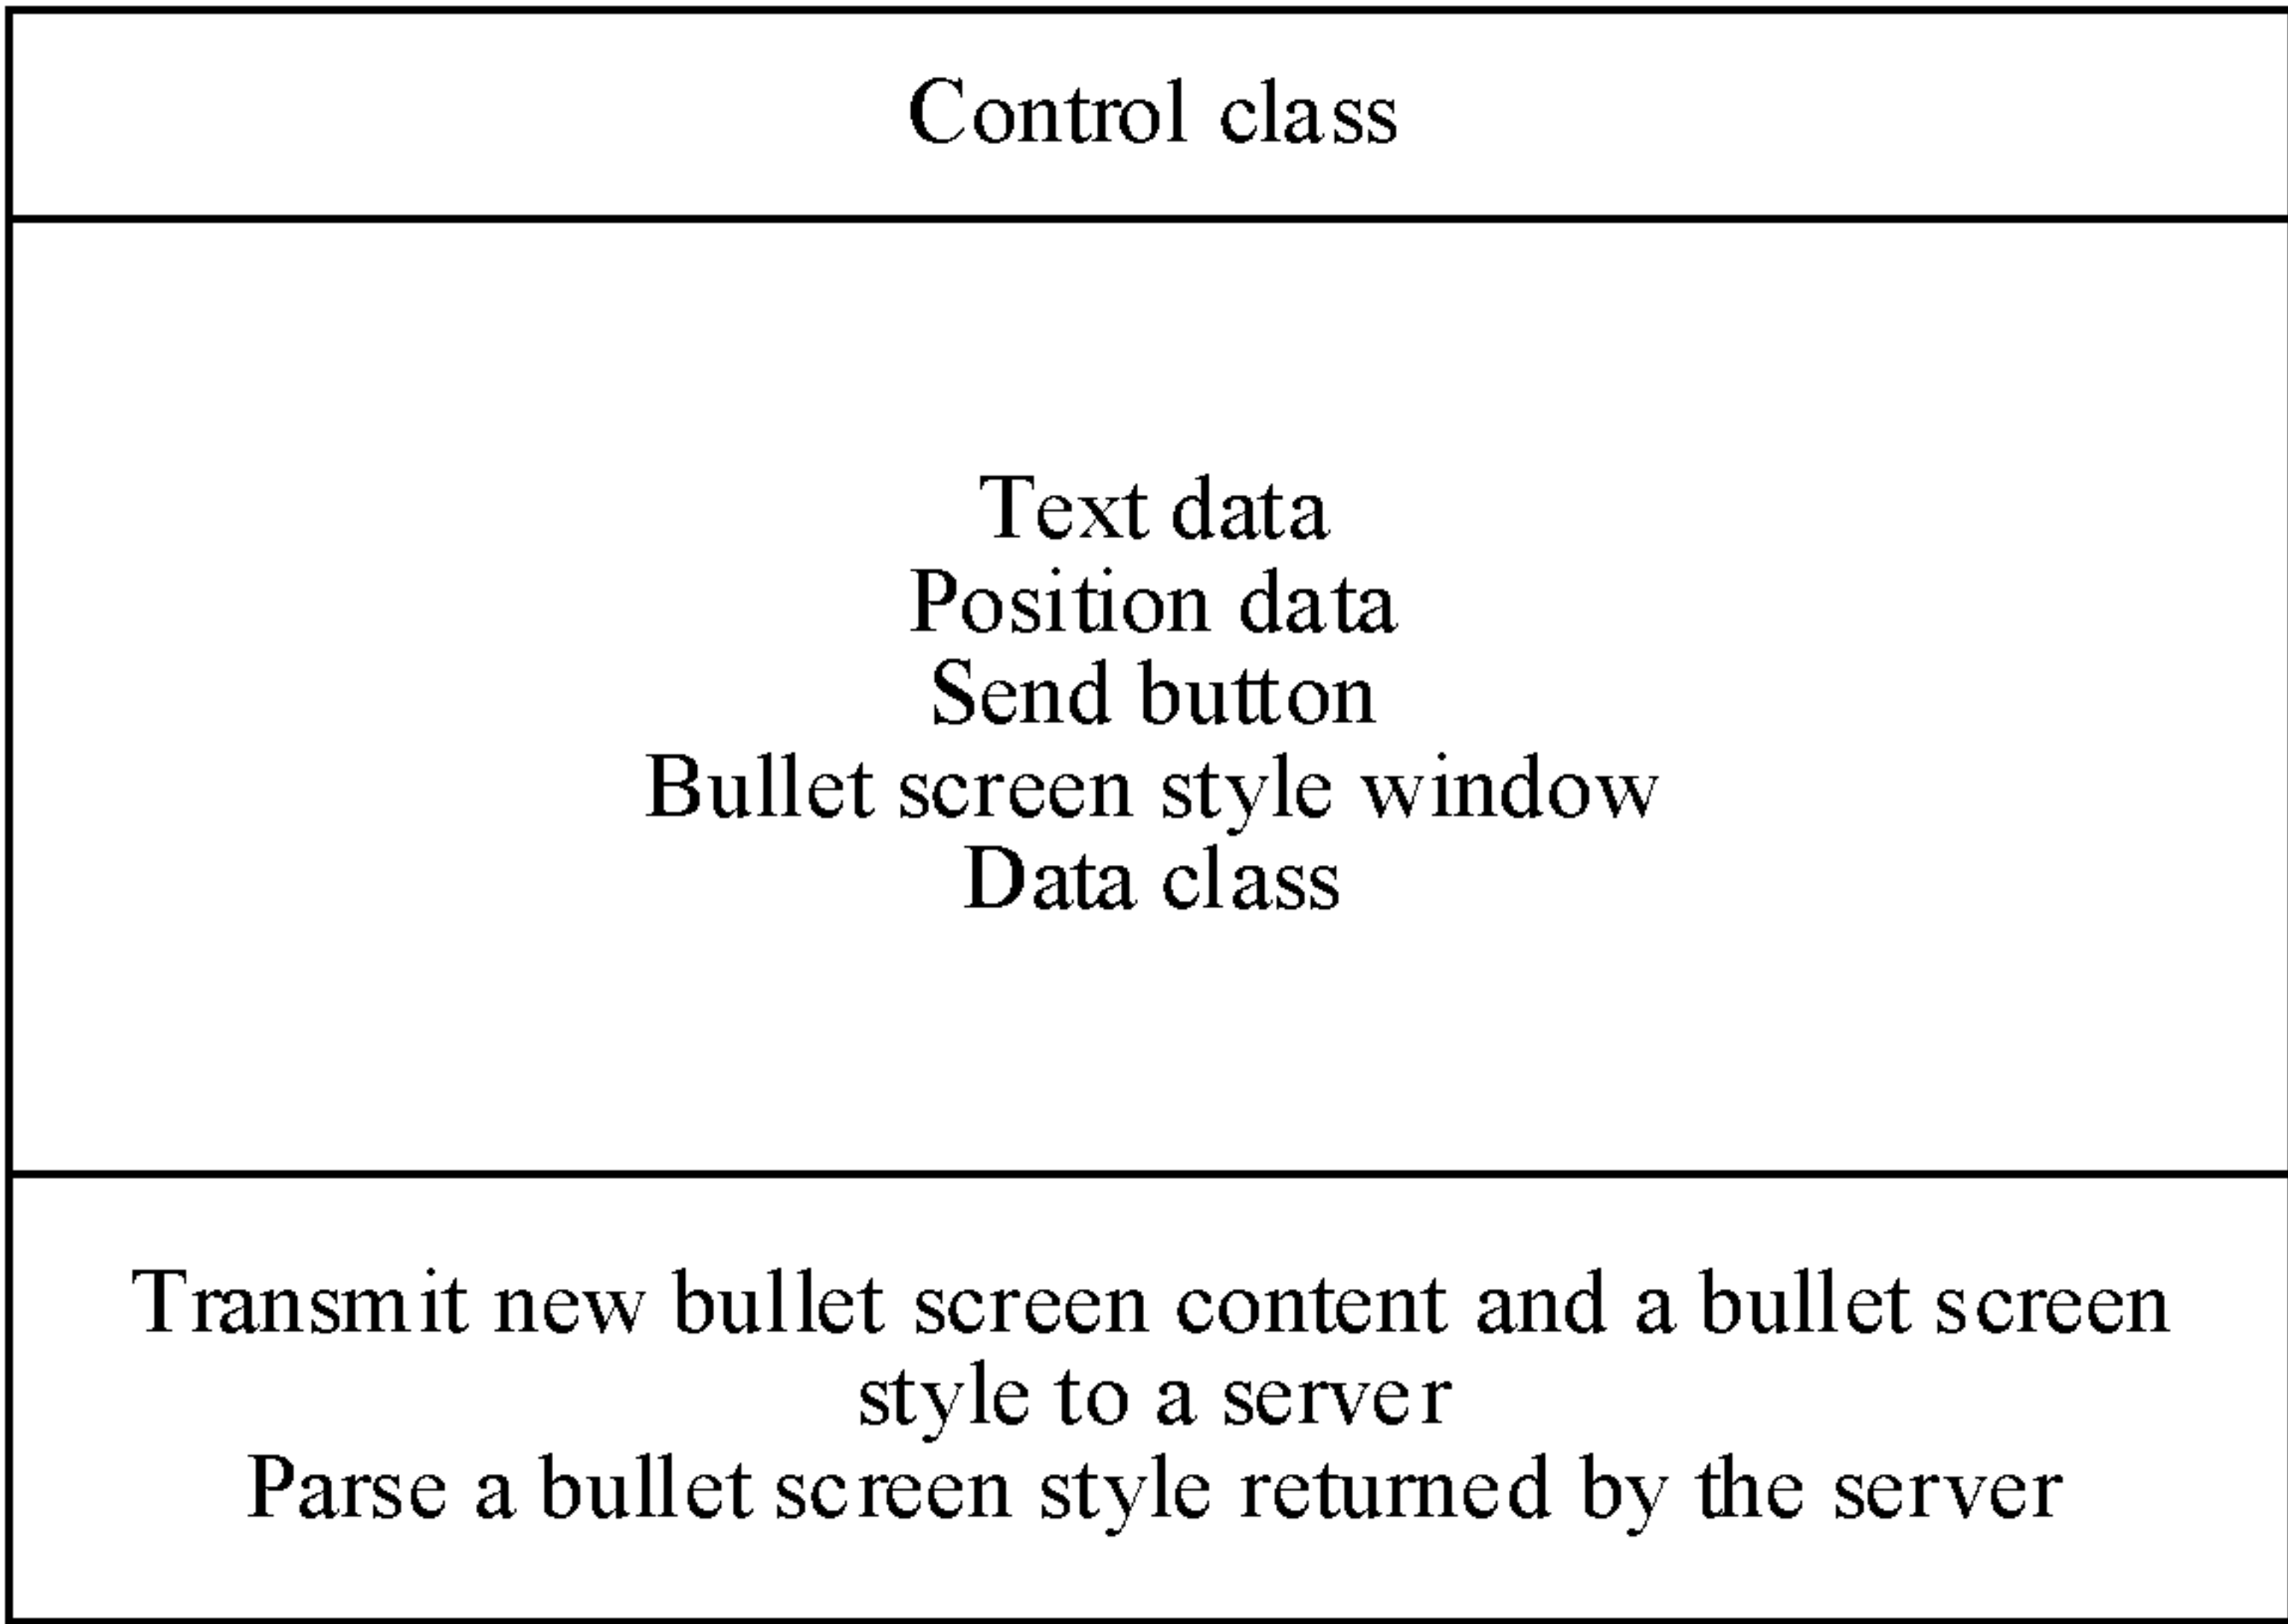 Control class
Text data
Position data
Send button
Bullet screen style window
Data class
Transmit new bullet screen content and a bullet screen
style to a server
Parse a bullet screen style returned by the server